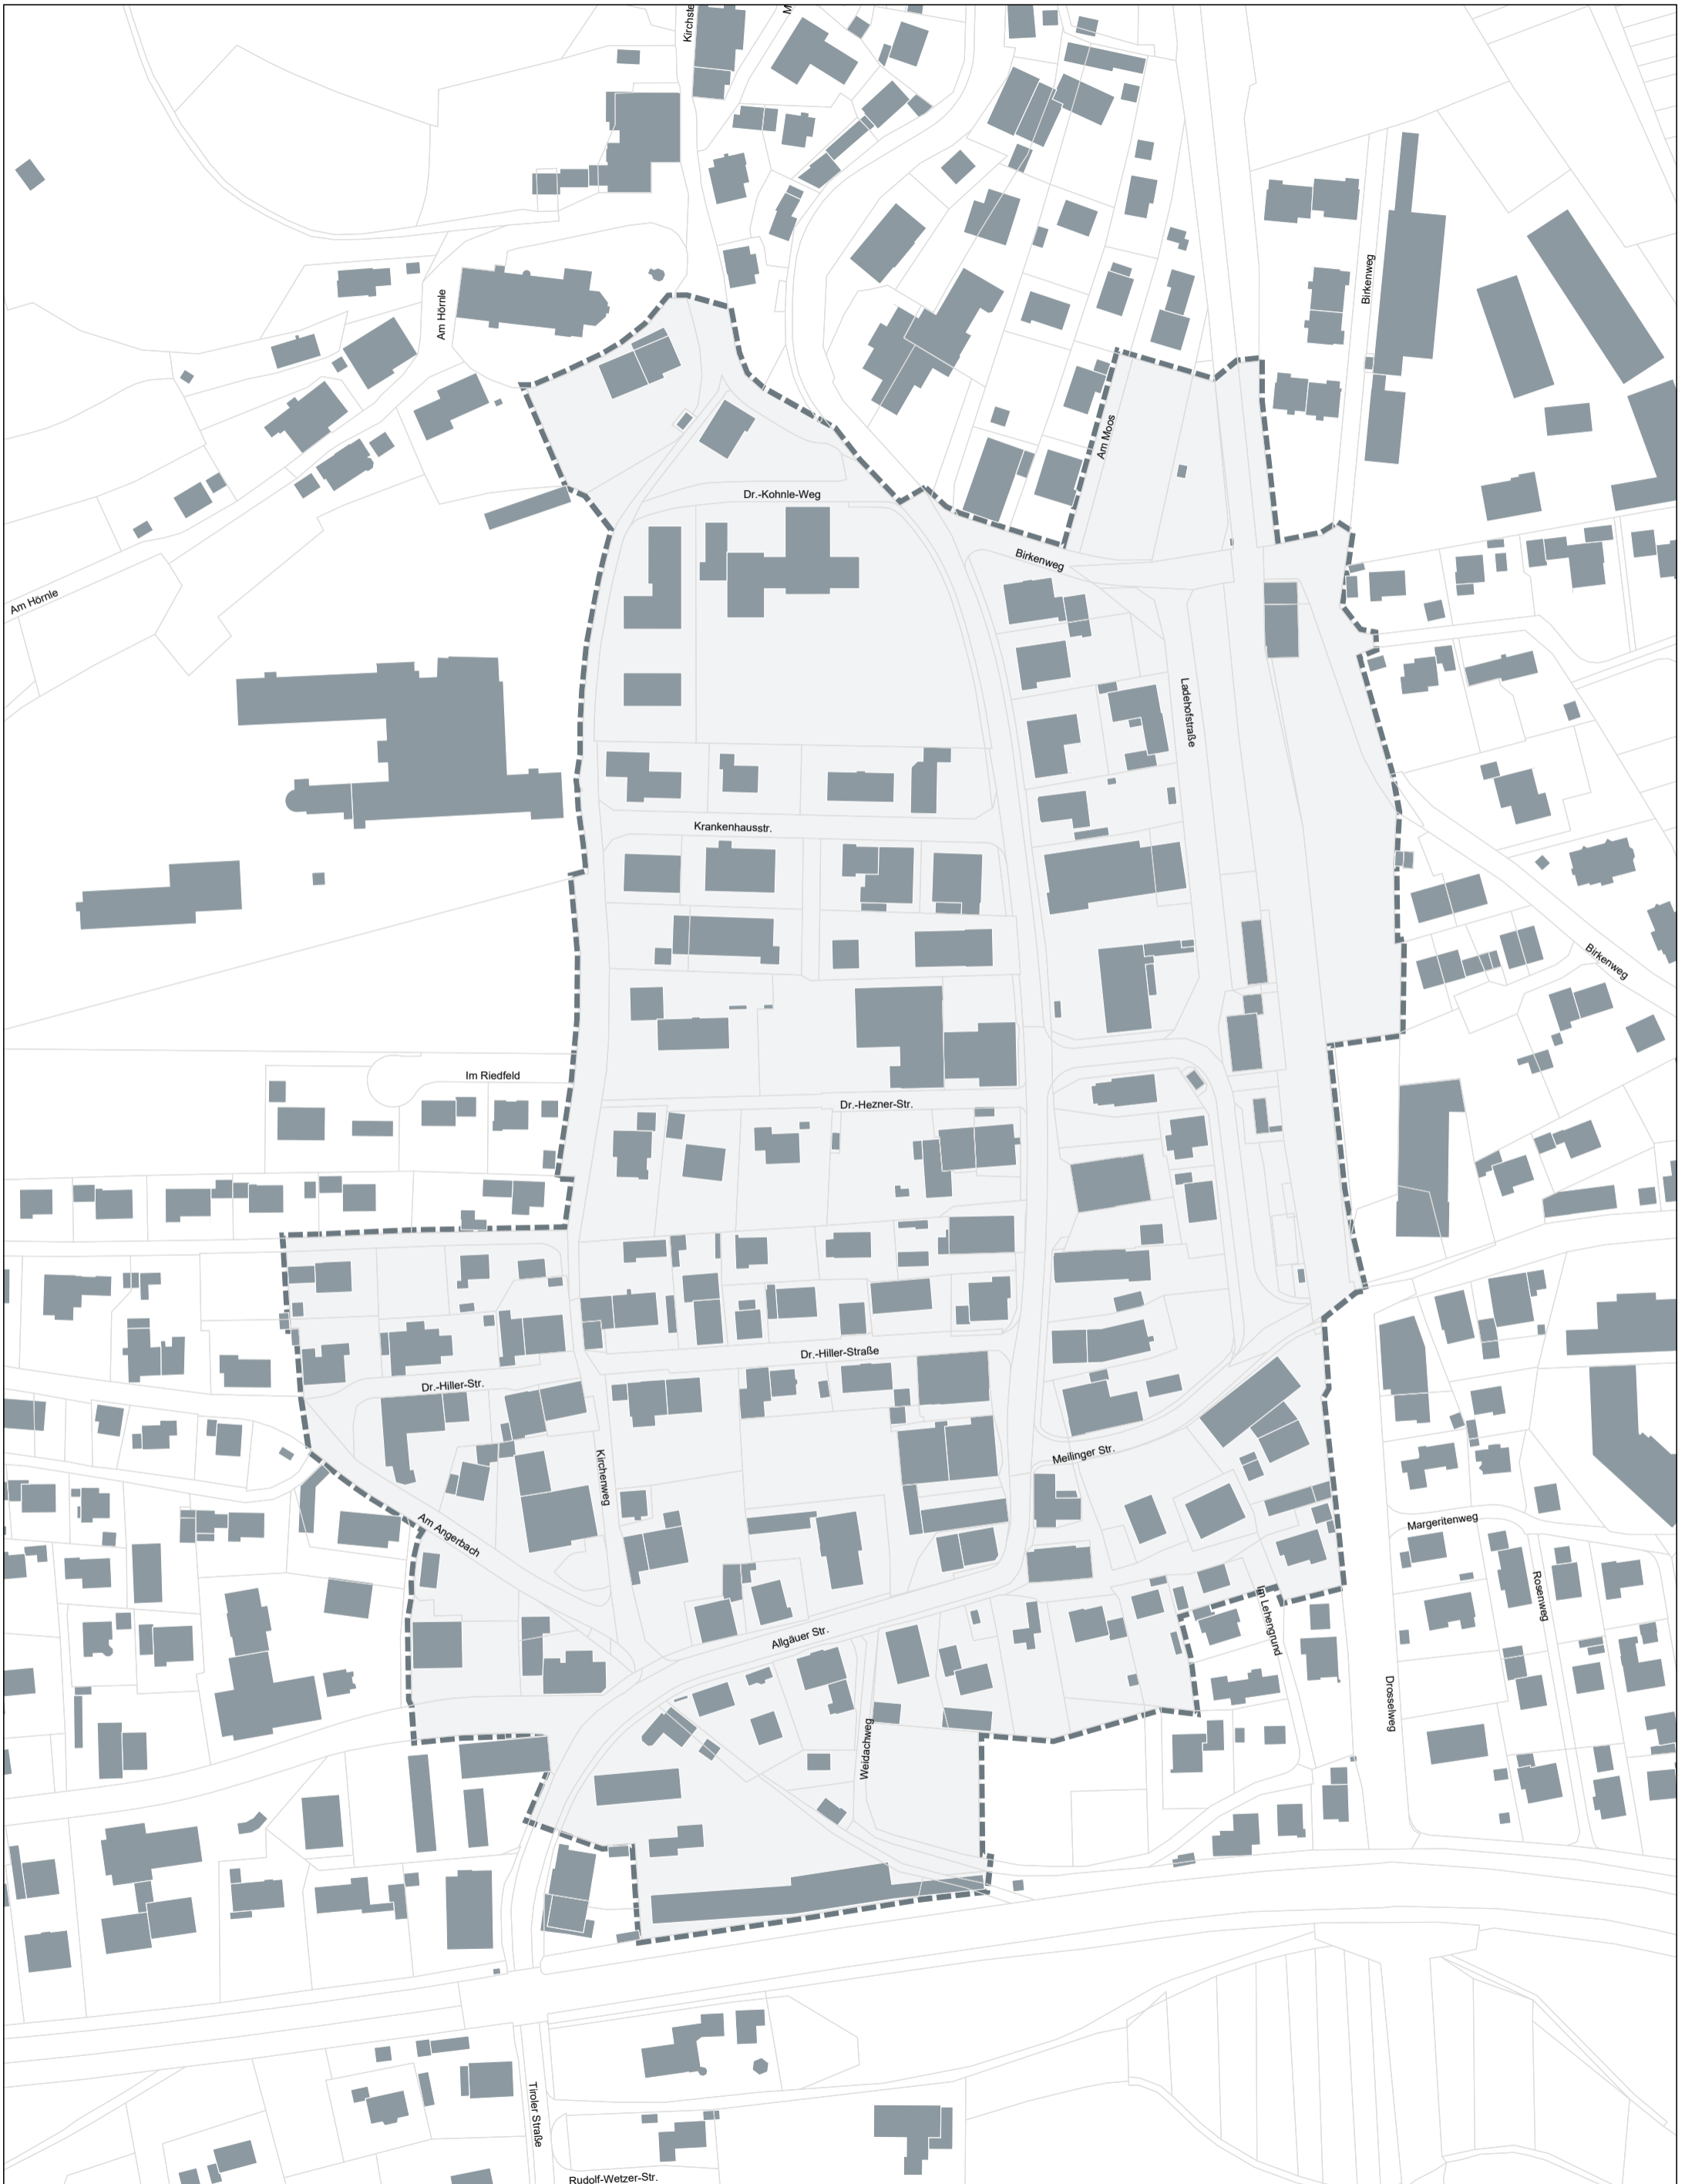 Kirchste
M
Am Hörnle
Birkenweg
Am Moos
Dr.-Kohnle-Weg
Birkenweg
Am Hörnle
Ladehofstraße
Krankenhausstr.
Birkenweg
Im Riedfeld
Dr.-Hezner-Str.
Dr.-Hiller-Straße
Dr.-Hiller-Str.
Meilinger Str.
Kirchenweg
Am Angerbach
Margeritenweg
Rosenweg
Im Lehengrund
Allgäuer Str.
Drosselweg
Weidachweg
Tiroler Straße
Rudolf-Wetzer-Str.